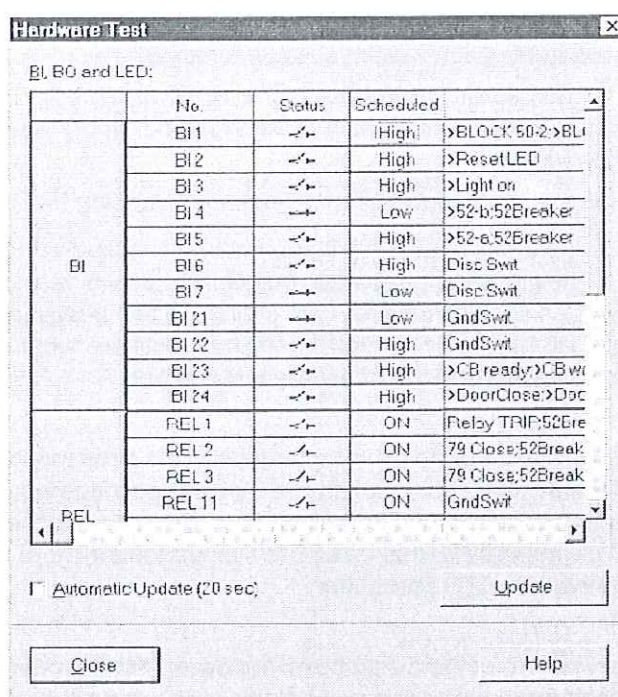 Hardware Test
BI, BO and LED:
No. Status Scheduled
BI
BI 1 High >BLOCK 50-2;>BL
BI 2 High >ResetLED
BI 3 High >Light on
BI 4 Low >52-b;52Breaker
BI 5 High >52-a;52Breaker
BI 6 High Disc.Swit.
BI 7 Low Disc.Swit.
BI 21 Low GndSwit.
BI 22 High GndSwit.
BI 23 High >CB ready;>CB w
BI 24 High >DoorClose;>Doc
REL
REL 1 ON Relay TRIP;52Bre
REL 2 ON 79 Close;52Break
REL 3 ON 79 Close;52Break
REL 11 ON GndSwit.
Automatic Update (20 sec)
Update
Close
Help